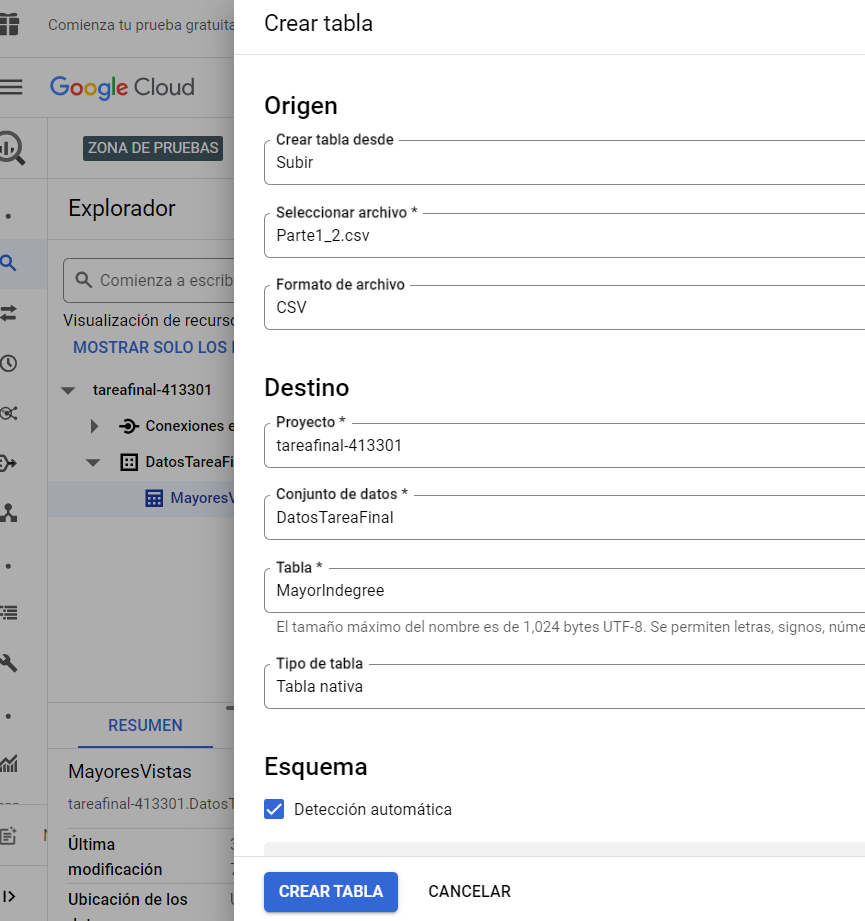 Comienza tu prueba gratuita
Google Cloud
ZONA DE PRUEBAS
Explorador
Comienza a escrib
Visualización de recurso
MOSTRAR SOLO LOS
tareafinal-413301
Conexiones e
DatosTareaFi
MayoresVi
RESUMEN
MayoresVistas
tareafinal-413301.DatosT
Última
modificación
Ubicación de los
Crear tabla
Origen
Crear tabla desde
Subir
Seleccionar archivo *
Parte1_2.csv
Formato de archivo
CSV
Destino
Proyecto *
tareafinal-413301
Conjunto de datos *
DatosTareaFinal
Tabla *
MayorIndegree
El tamaño máximo del nombre es de 1,024 bytes UTF-8. Se permiten letras, signos, núme
Tipo de tabla
Tabla nativa
Esquema
Detección automática
CREAR TABLA
CANCELAR